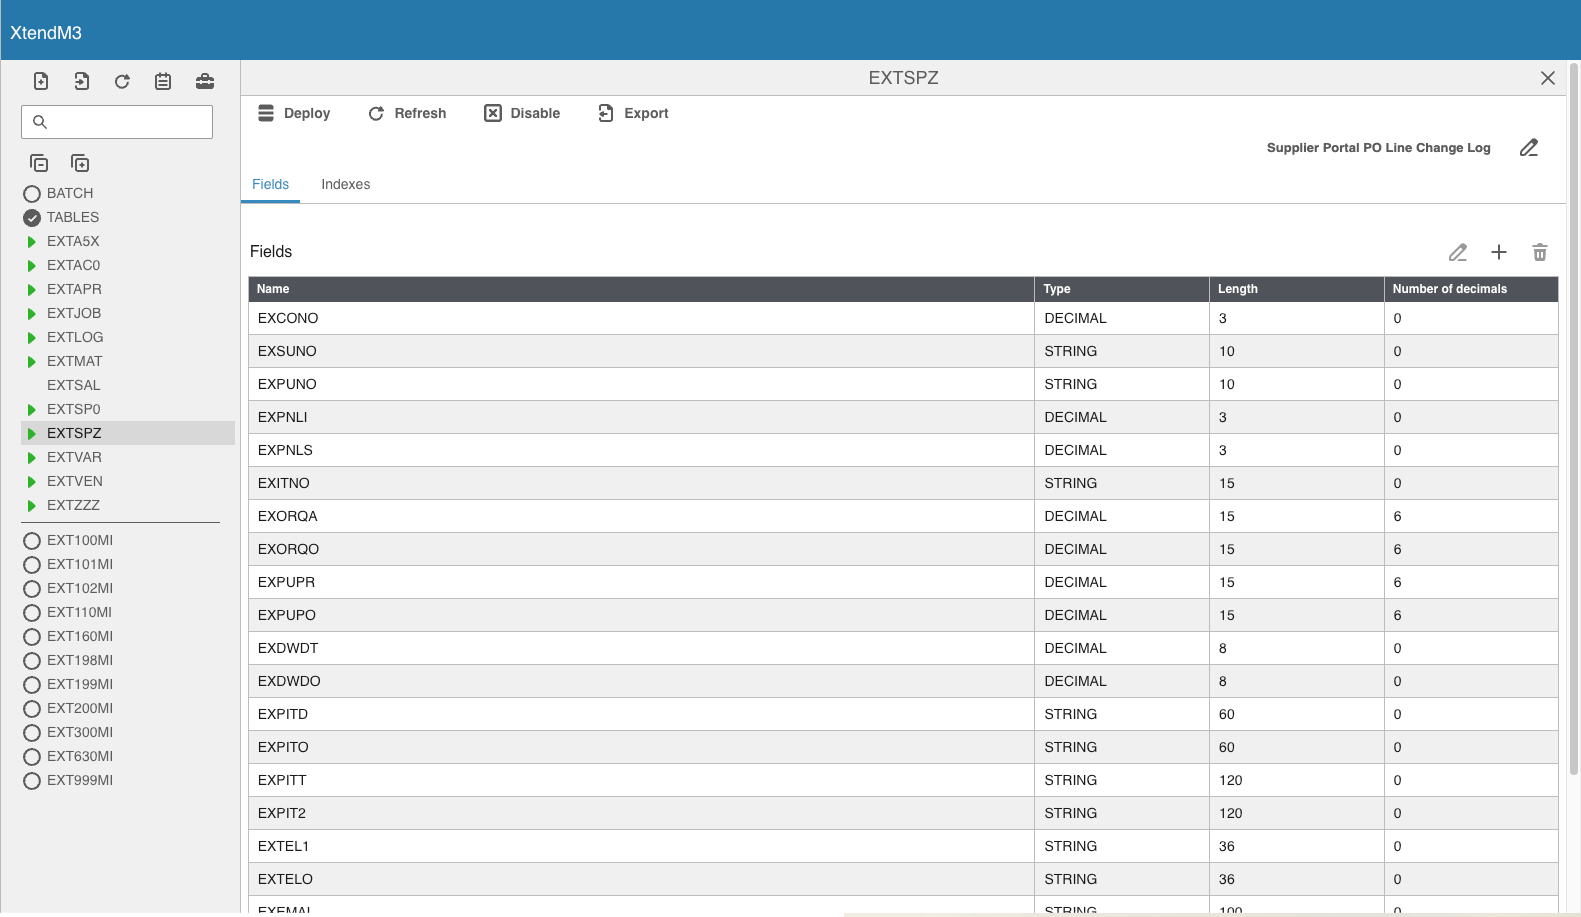 XtendM3
EXTSPZ
Deploy Refresh Disable Export
Supplier Portal PO Line Change Log
Fields Indexes
BATCH
TABLES
EXTA5X
EXTAC0
EXTAPR
EXTJOB
EXTLOG
EXTMAT
EXTSAL
EXTSP0
EXTSPZ
EXTVAR
EXTVEN
EXTZZZ
EXT100MI
EXT101MI
EXT102MI
EXT110MI
EXT160MI
EXT198MI
EXT199MI
EXT200MI
EXT300MI
EXT630MI
EXT999MI
Fields
Name Type Length Number of decimals
EXCONO DECIMAL 3 0
EXSUNO STRING 10 0
EXPUNO STRING 10 0
EXPNLI DECIMAL 3 0
EXPNLS DECIMAL 3 0
EXITNO STRING 15 0
EXORQA DECIMAL 15 6
EXORQO DECIMAL 15 6
EXPUPR DECIMAL 15 6
EXPUPO DECIMAL 15 6
EXDWDT DECIMAL 8 0
EXDWDO DECIMAL 8 0
EXPITD STRING 60 0
EXPITO STRING 60 0
EXPITT STRING 120 0
EXPIT2 STRING 120 0
EXTEL1 STRING 36 0
EXTELO STRING 36 0
EXEMAL STRING 100 0